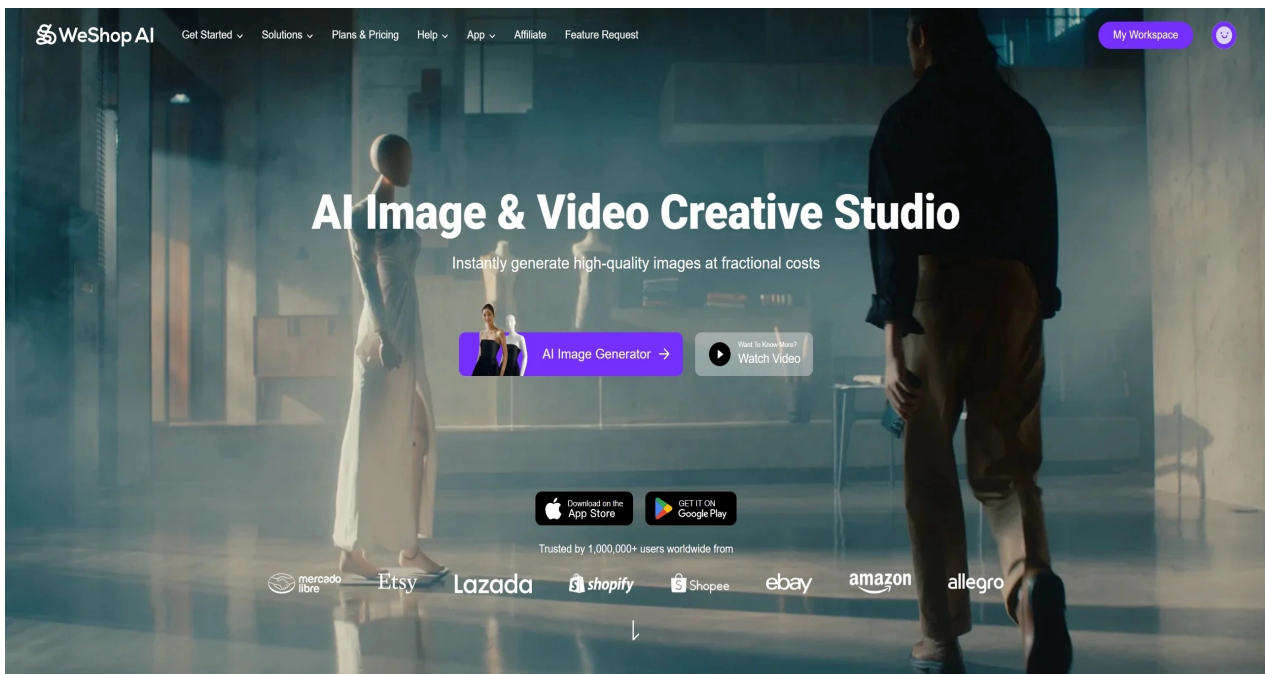 WeShop AI
Get Started
Solutions
Plans & Pricing
Help
App
Affiliate
Feature Request
My Workspace
AI Image & Video Creative Studio
Instantly generate high-quality images at fractional costs
AI Image Generator
Want To Know More?
Watch Video
Download on the
App Store
GET IT ON
Google Play
Trusted by 1,000,000+ users worldwide from
mercado
libre
Etsy
Lazada
shopify
Shopee
ebay
amazon
allegro